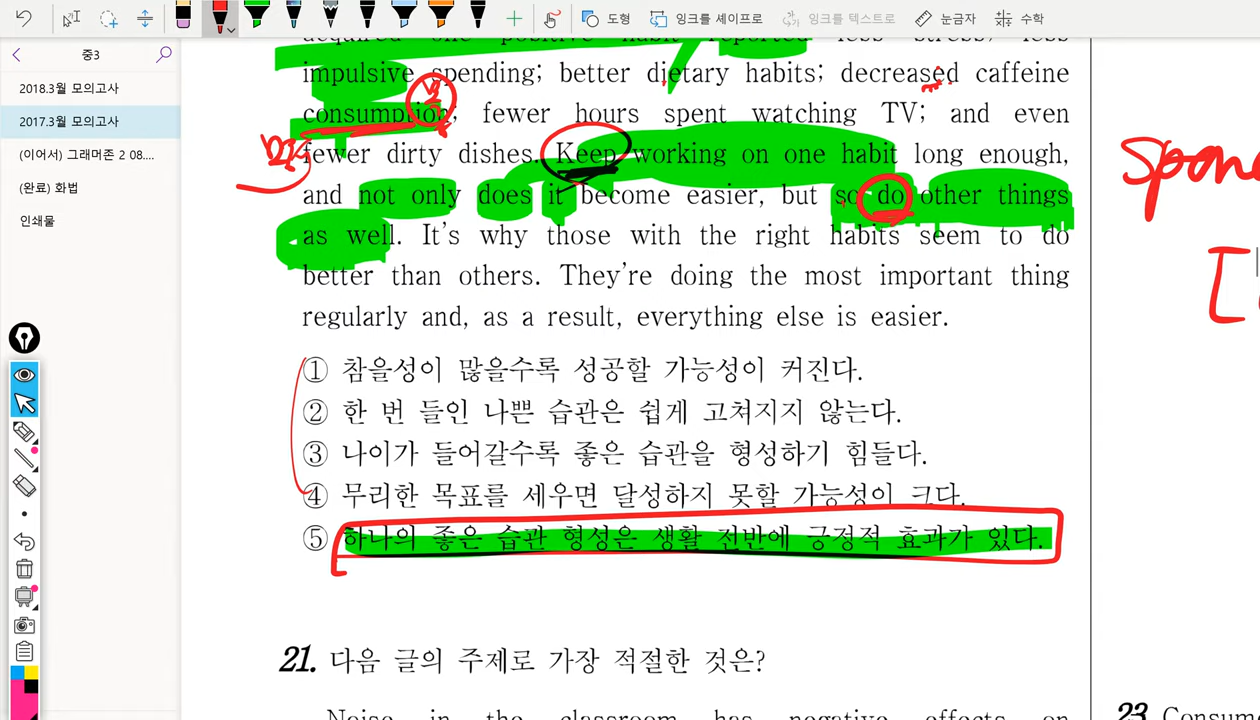 도형
잉크를 셰이프로
잉크를 텍스트로
눈금자
수학
중3
2018.3월 모의고사
2017.3월 모의고사
(이어서) 그래머존 2 08....
(완료) 화법
인쇄물
acquired one positive habit reported less stress; less
impulsive spending; better dietary habits; decreased caffeine
consumption; fewer hours spent watching TV; and even
fewer dirty dishes. Keep working on one habit long enough,
and not only does it become easier, but so do other things
as well. It's why those with the right habits seem to do
better than others. They're doing the most important thing
regularly and, as a result, everything else is easier.
① 참을성이 많을수록 성공할 가능성이 커진다.
② 한 번 들인 나쁜 습관은 쉽게 고쳐지지 않는다.
③ 나이가 들어갈수록 좋은 습관을 형성하기 힘들다.
④ 무리한 목표를 세우면 달성하지 못할 가능성이 크다.
⑤ 하나의 좋은 습관 형성은 생활 전반에 긍정적 효과가 있다.
21. 다음 글의 주제로 가장 적절한 것은?
Noise in the classroom has negative effects on
23. Consum